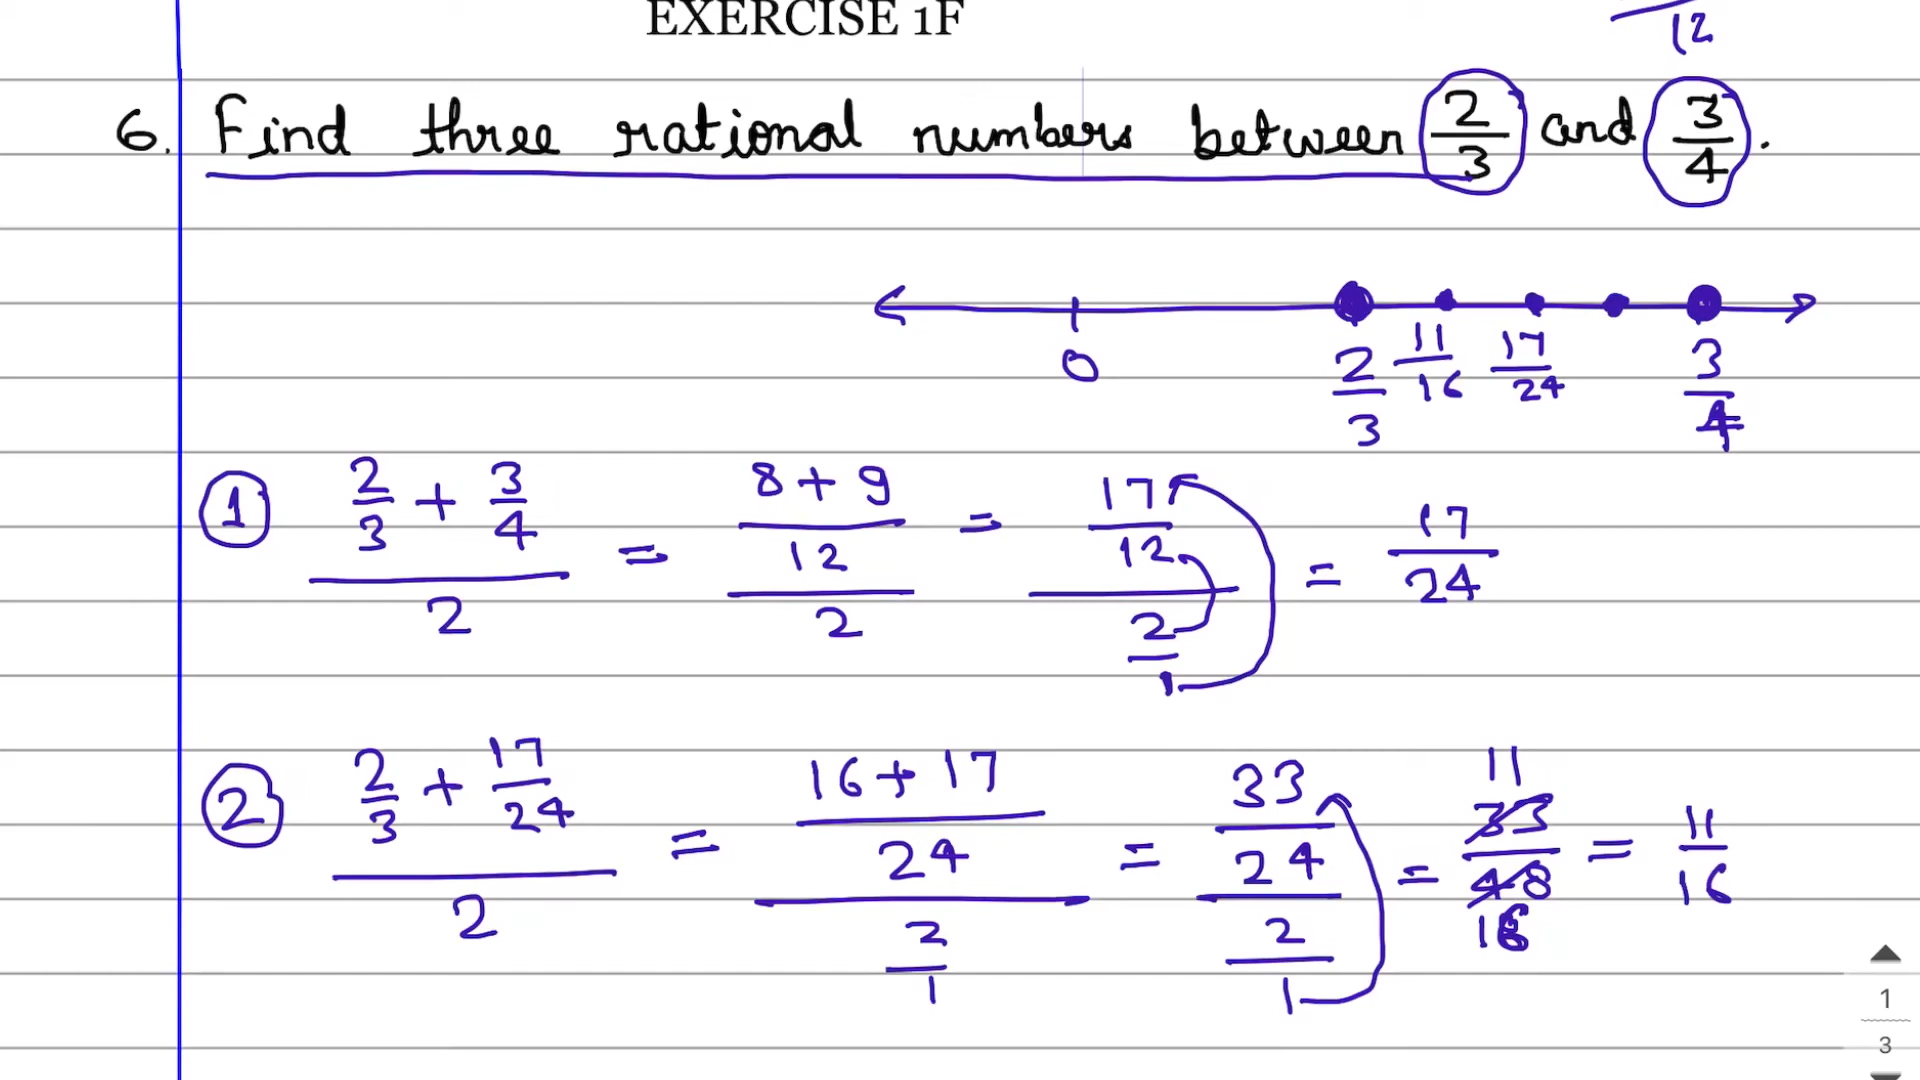 EXERCISE 1F
12
6. Find three rational numbers between 2/3 and 3/4.
0 2/3 11/16 17/24 3/4
① (2/3 + 3/4)/2 = ((8 + 9)/12)/2 = (17/12)/(2/1) = 17/24
② (2/3 + 17/24)/2 = ((16 + 17)/24)/(2/1) = (33/24)/(2/1) = 33/48 11 16 = 11/16
1
3